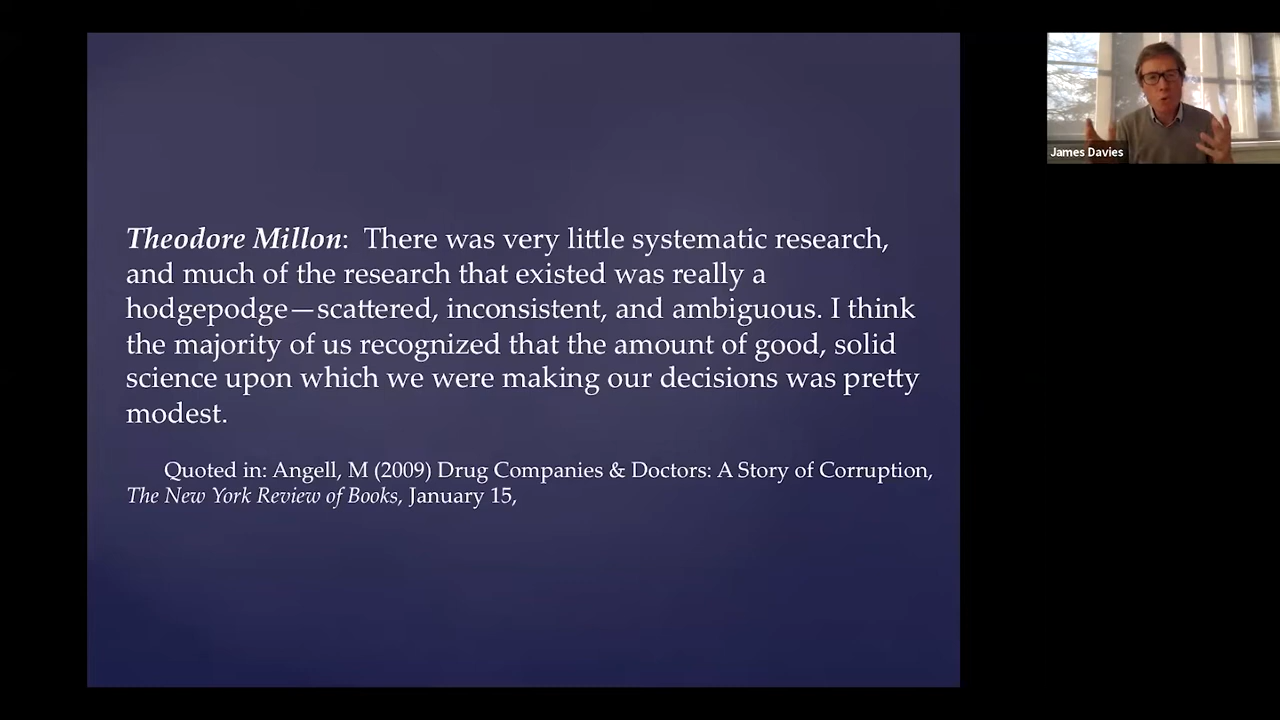 Theodore Millon: There was very little systematic research,
and much of the research that existed was really a
hodgepodge—scattered, inconsistent, and ambiguous. I think
the majority of us recognized that the amount of good, solid
science upon which we were making our decisions was pretty
modest.
Quoted in: Angell, M (2009) Drug Companies & Doctors: A Story of Corruption,
The New York Review of Books, January 15,
James Davies